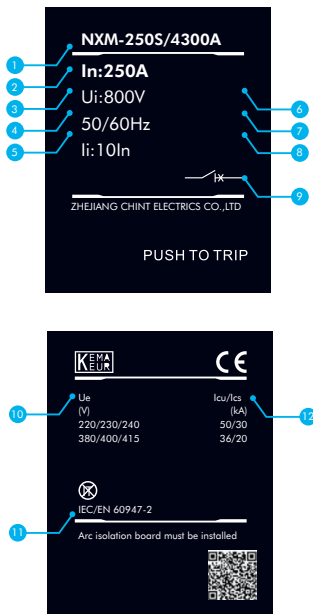 NXM-250S/4300A
1
In:250A
2
Ui:800V
3
6
50/60Hz
4
7
Ii:10In
5
8
9
ZHEJIANG CHINT ELECTRICS CO.,LTD
PUSH TO TRIP
KEMA
EUR
CE
10
Ue Icu/Ics
12
(V) (kA)
220/230/240 50/30
380/400/415 36/20
IEC/EN 60947-2
11
Arc isolation board must be installed